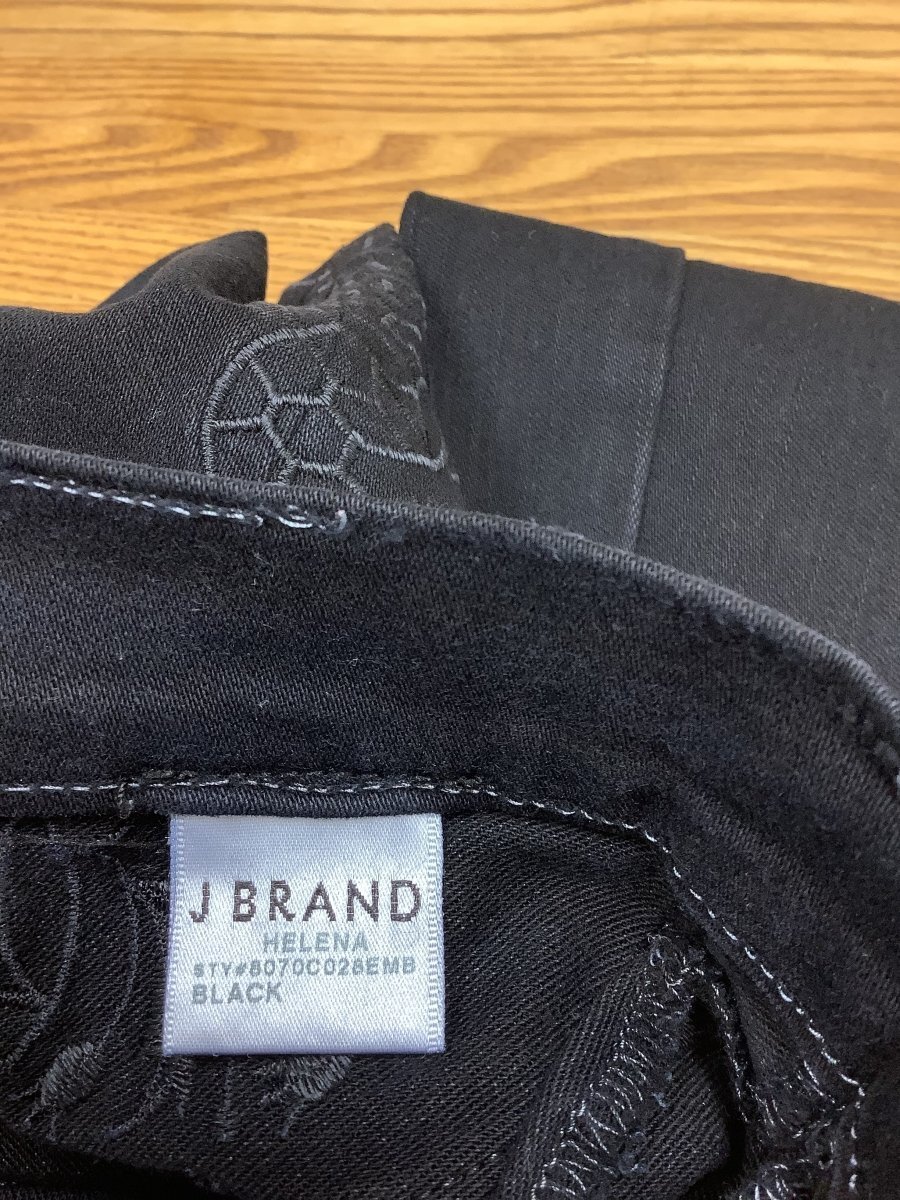 J BRAND
HELENA
STY#8070C028EMB
BLACK